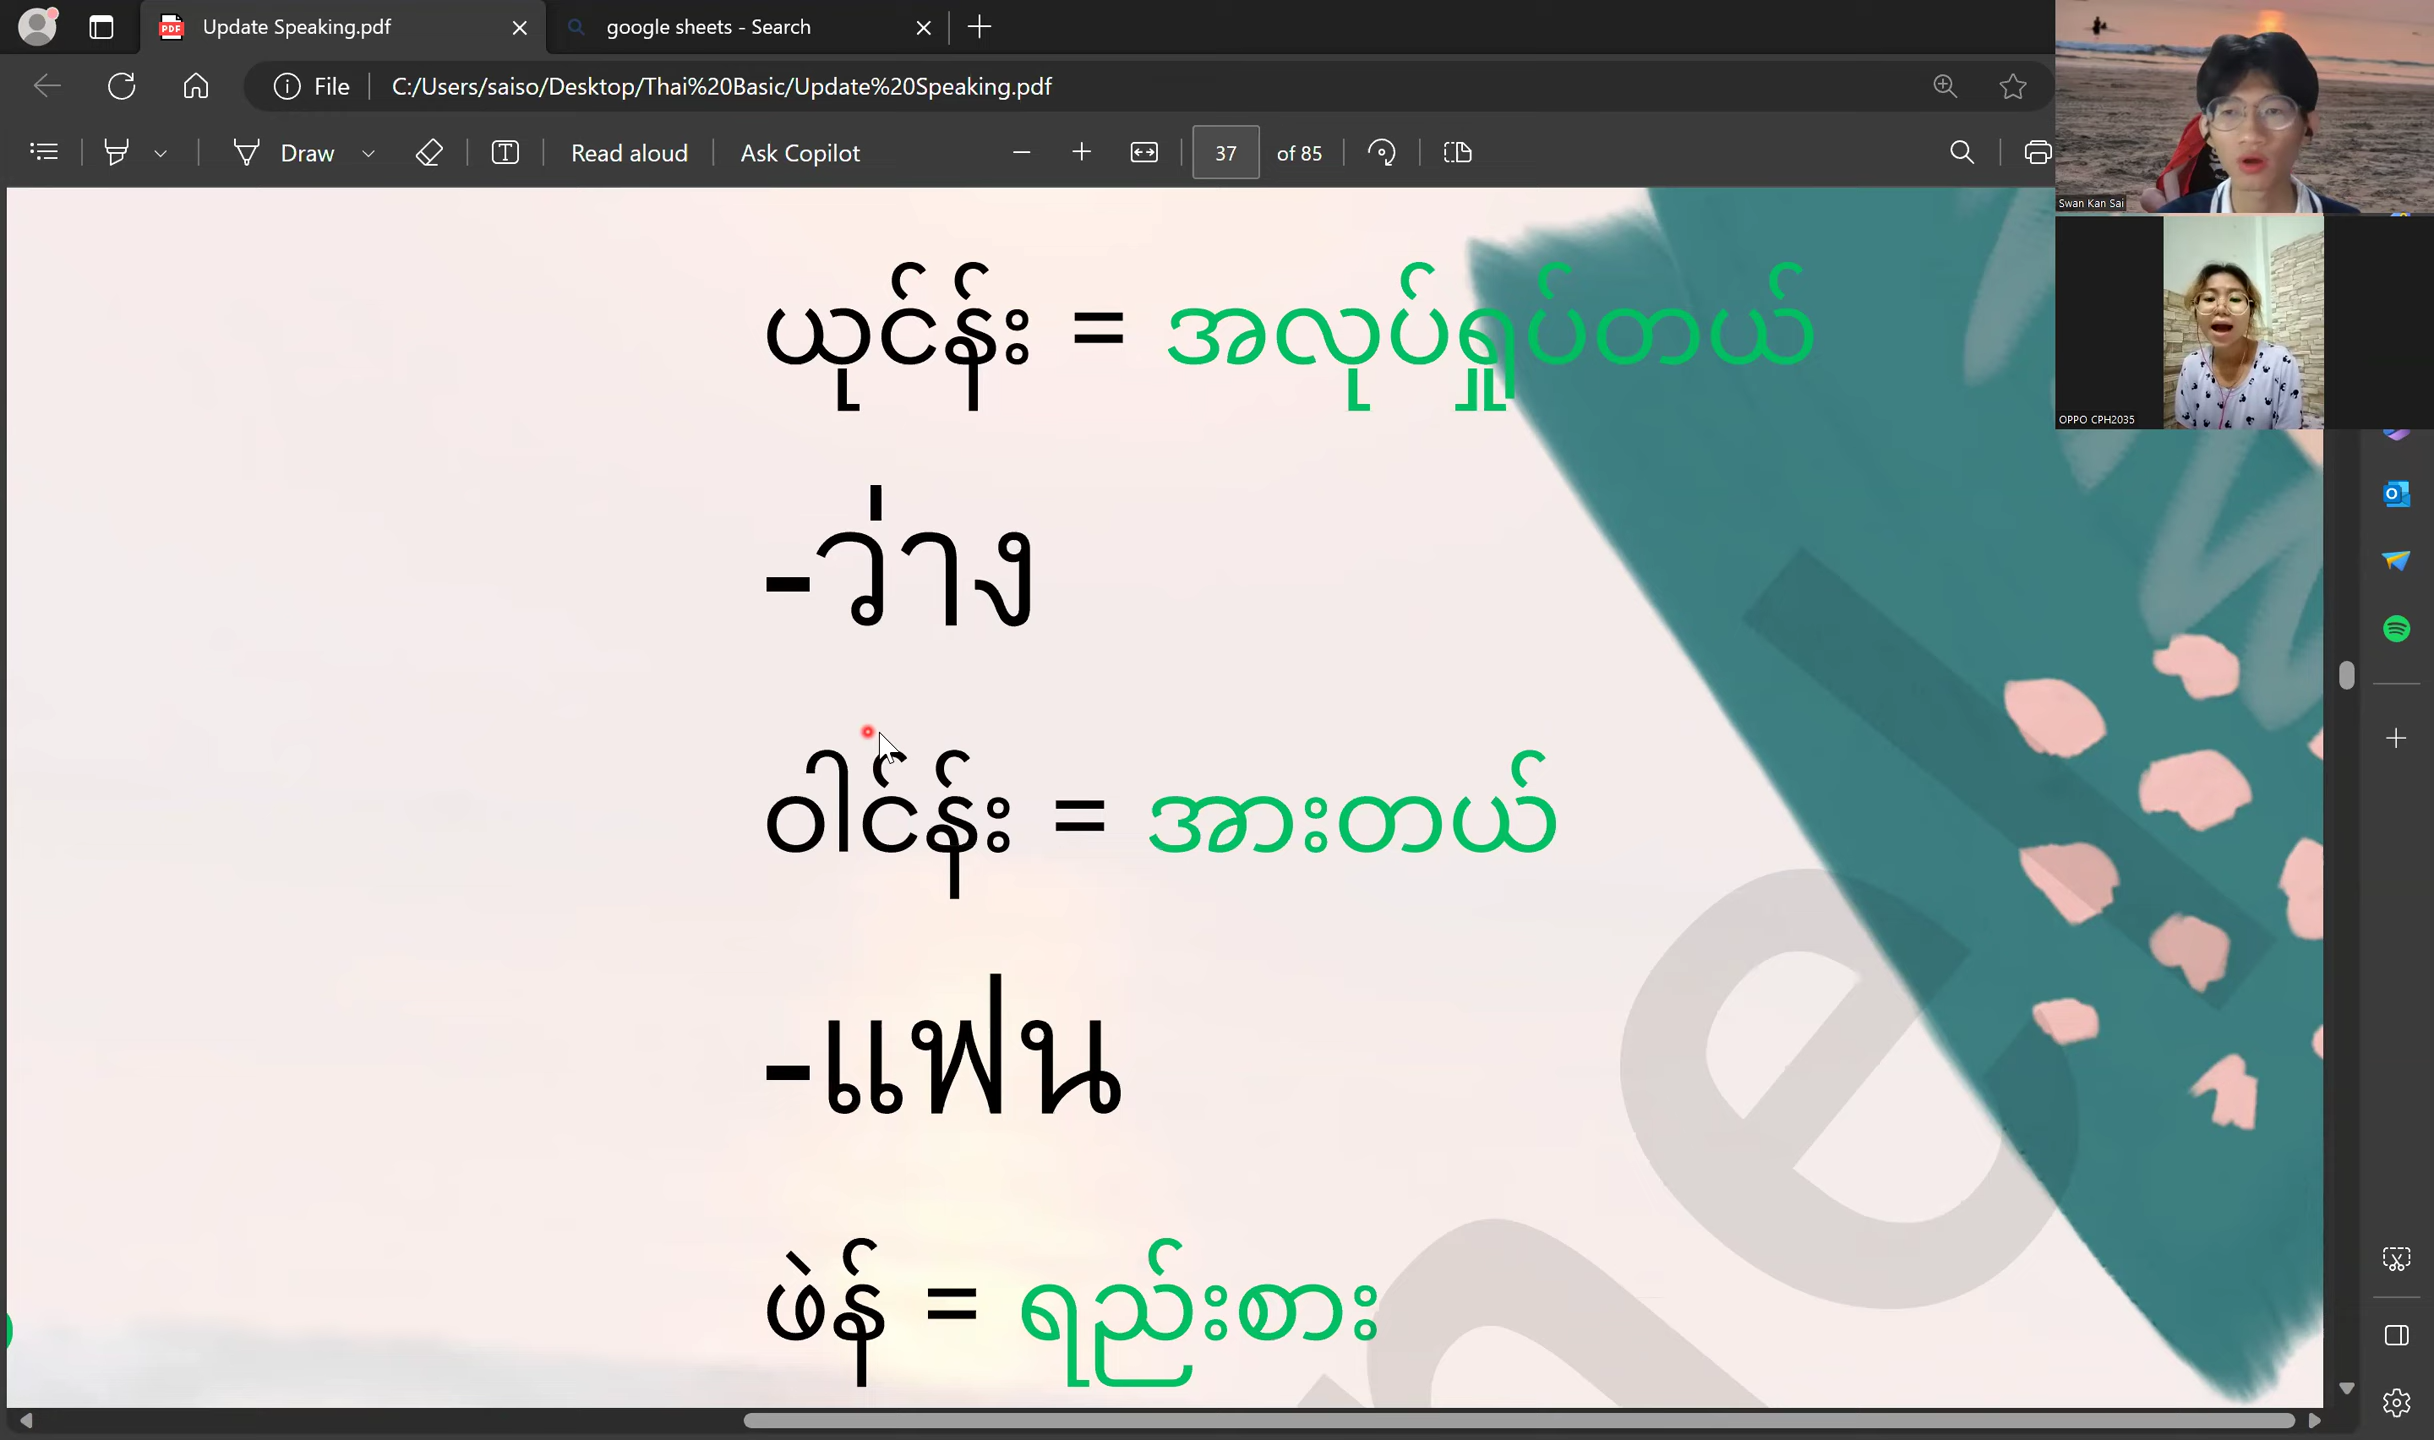 Update Speaking.pdf
google sheets - Search
File
C:/Users/saiso/Desktop/Thai%20Basic/Update%20Speaking.pdf
Draw
Read aloud
Ask Copilot
37 of 85
Swan Kan Sai
OPPO CPH2035
ယုင်န်း = အလုပ်ရှုပ်တယ်
-ว่าง
ဝါင်န်း = အားတယ်
-แฟน
ဖဲန် = ရည်းစား
ne